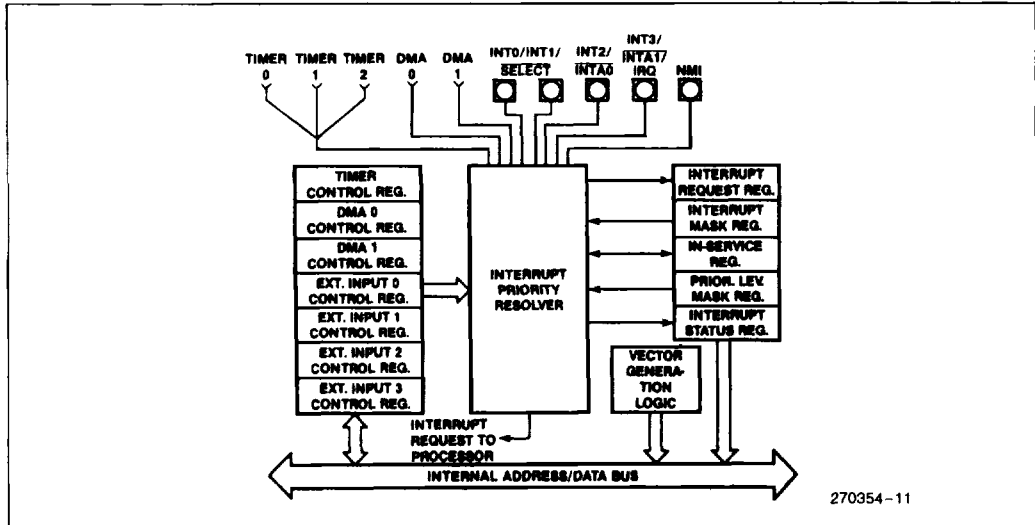 TIMER TIMER TIMER DMA DMA INT0/INT1/ INT2/ INT3/
0 1 2 0 1 SELECT INTA0 INTA1/
IRQ NMI
TIMER
CONTROL REG.
DMA 0
CONTROL REG.
DMA 1
CONTROL REG.
EXT. INPUT 0
CONTROL REG.
EXT. INPUT 1
CONTROL REG.
EXT. INPUT 2
CONTROL REG.
EXT. INPUT 3
CONTROL REG.
INTERRUPT
PRIORITY
RESOLVER
INTERRUPT
REQUEST REG.
INTERRUPT
MASK REG.
IN-SERVICE
REG.
PRIOR. LEV.
MASK REG.
INTERRUPT
STATUS REG.
VECTOR
GENERA-
TION
LOGIC
INTERRUPT
REQUEST TO
PROCESSOR
INTERNAL ADDRESS/DATA BUS
270354-11